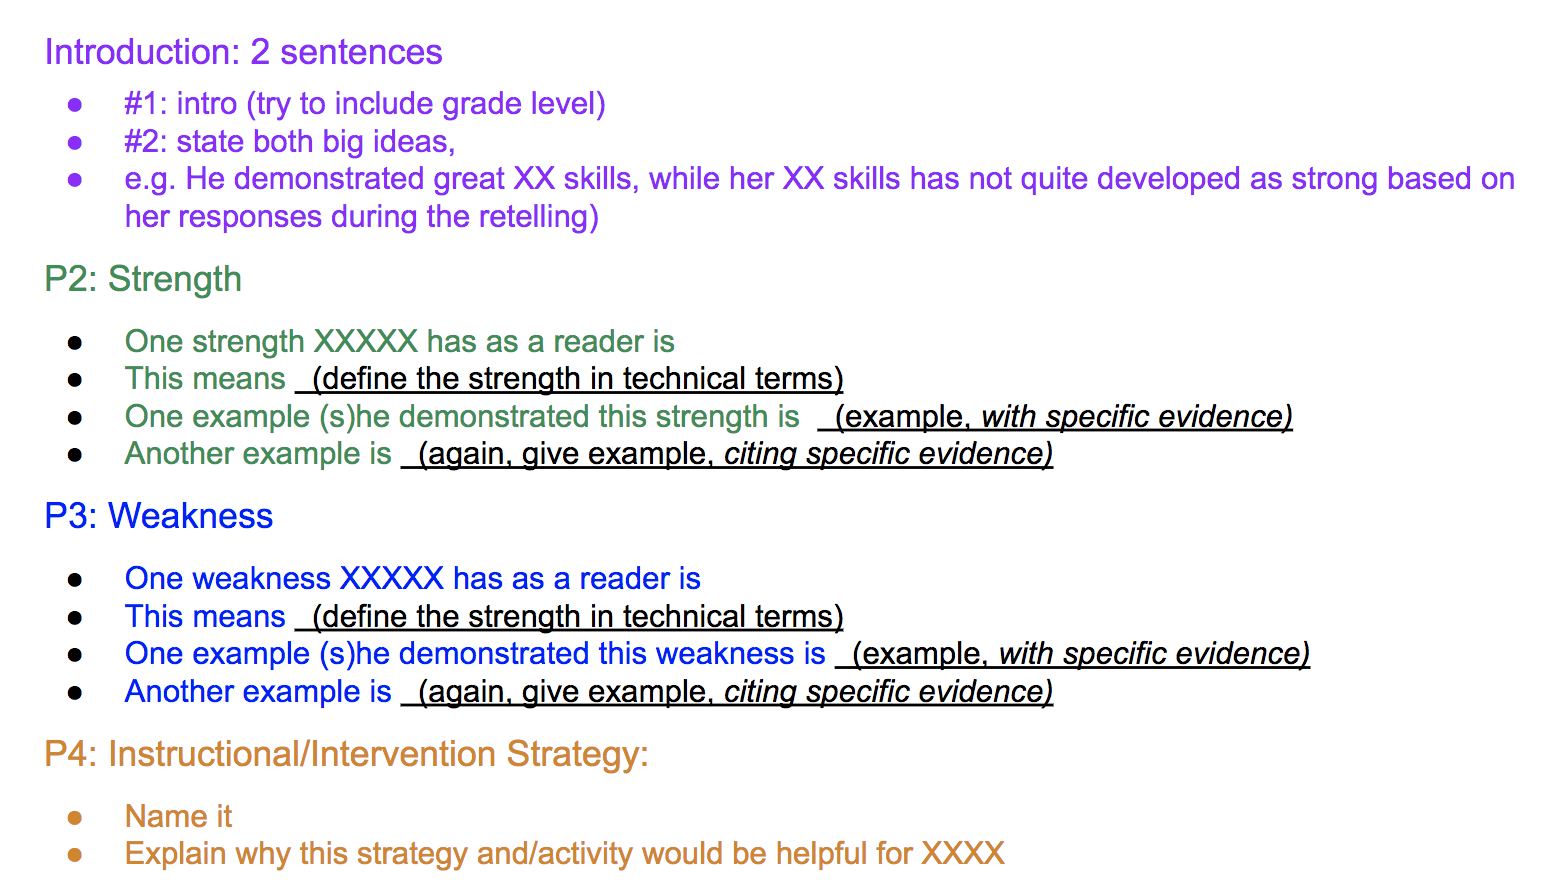 Introduction: 2 sentences
● #1: intro (try to include grade level)
● #2: state both big ideas,
● e.g. He demonstrated great XX skills, while her XX skills has not quite developed as strong based on
her responses during the retelling)
P2: Strength
● One strength XXXXX has as a reader is
● This means _(define the strength in technical terms)
● One example (s)he demonstrated this strength is _(example, with specific evidence)
● Another example is _(again, give example, citing specific evidence)
P3: Weakness
● One weakness XXXXX has as a reader is
● This means _(define the strength in technical terms)
● One example (s)he demonstrated this weakness is _(example, with specific evidence)
● Another example is _(again, give example, citing specific evidence)
P4: Instructional/Intervention Strategy:
● Name it
● Explain why this strategy and/activity would be helpful for XXXX